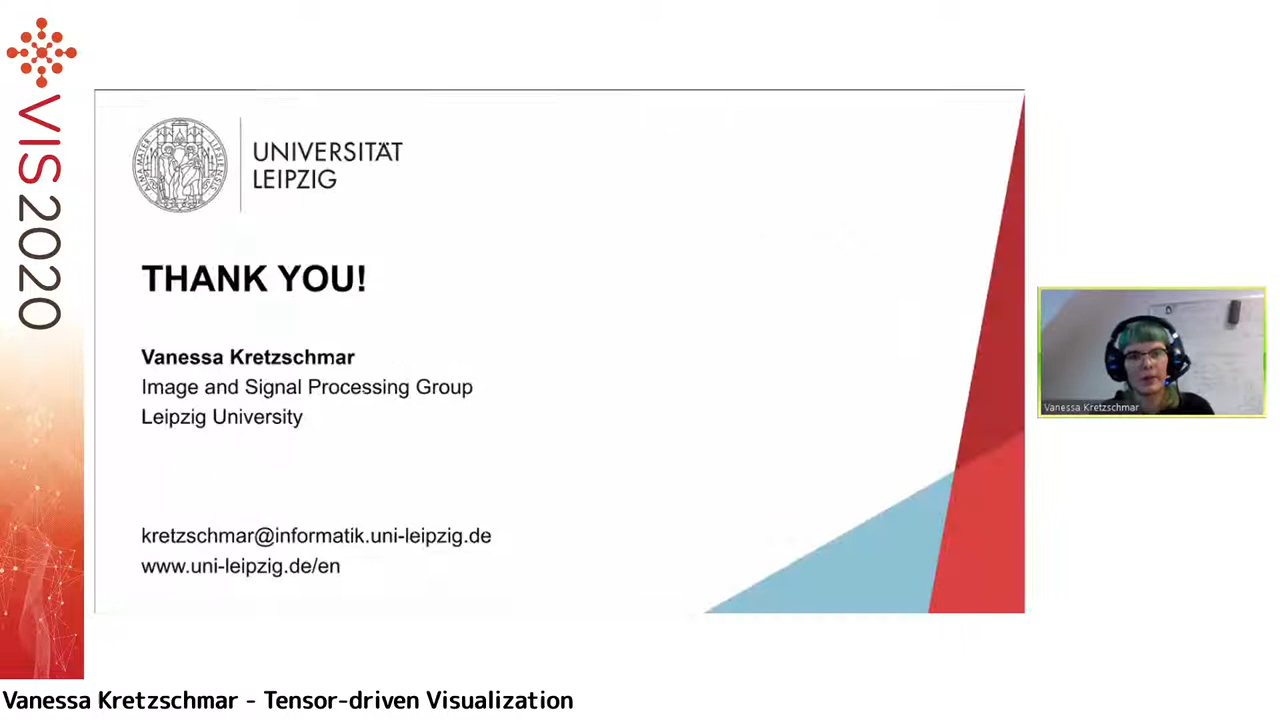 VIS2020
UNIVERSITÄT
LEIPZIG
THANK YOU!
Vanessa Kretzschmar
Image and Signal Processing Group
Leipzig University
kretzschmar@informatik.uni-leipzig.de
www.uni-leipzig.de/en
Vanessa Kretzschmar
Vanessa Kretzschmar - Tensor-driven Visualization